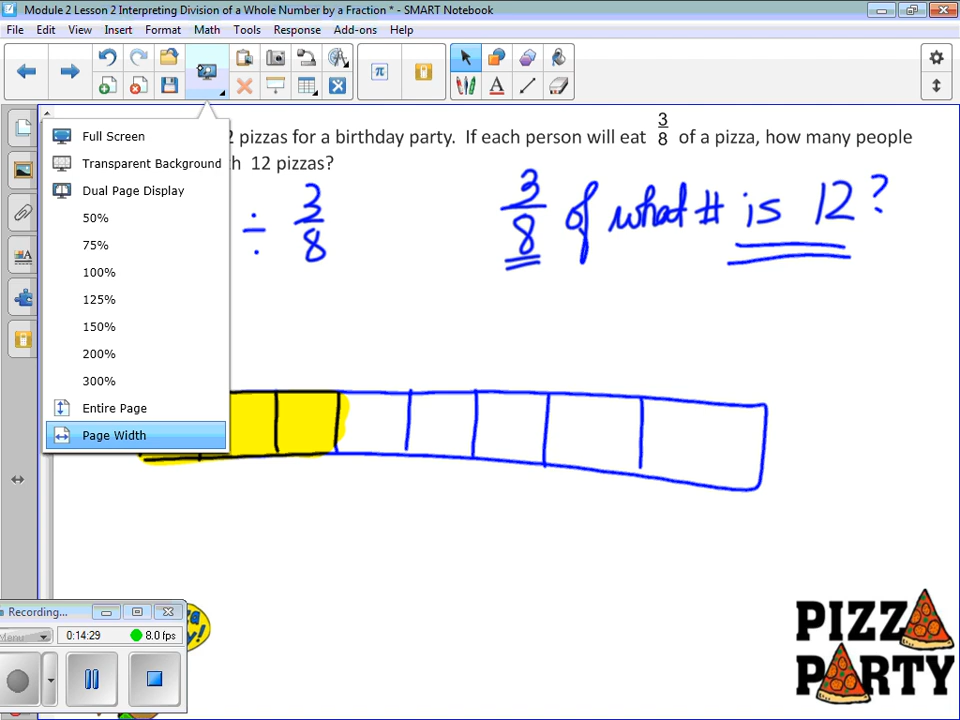 Module 2 Lesson 2 Interpreting Division of a Whole Number by a Fraction * - SMART Notebook
File Edit View Insert Format Math Tools Response Add-ons Help
π
A
2 pizzas for a birthday party. If each person will eat 3/8 of a pizza, how many people
h 12 pizzas?
÷ 3/8
3/8 of what # is 12?
Full Screen
Transparent Background
Dual Page Display
50%
75%
100%
125%
150%
200%
300%
Entire Page
Page Width
Recording...
Menu
0:14:29
8.0 fps
PIZZA
PARTY